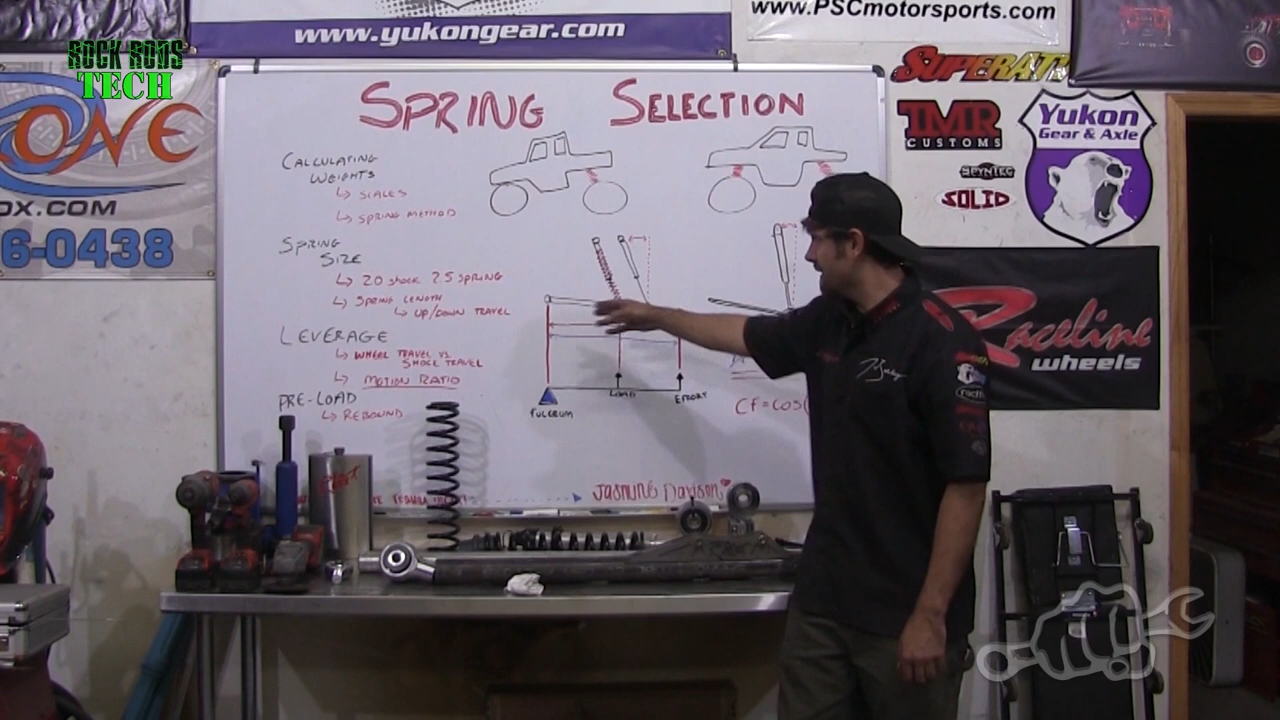 ROCK RODS
TECH
www.yukongear.com
www.PSCmotorsports.com
ONE
OX.COM
6-0438
SPRING SELECTION
CALCULATING
WEIGHTS
↳ SCALES
↳ SPRING METHOD
SPRING
SIZE
↳ 2.0 SHOCK 2.5 SPRING
↳ SPRING LENGTH
↳ UP/DOWN TRAVEL
LEVERAGE
↳ WHEEL TRAVEL VS.
SHOCK TRAVEL
↳ MOTION RATIO
PRE-LOAD
↳ REBOUND
FULCRUM
LOAD
EFFORT
CF=COS(
JASMINE DAVISON
TMR
CUSTOMS
SPYNTEC
SOLID
Yukon
Gear & Axle
Raceline
wheels